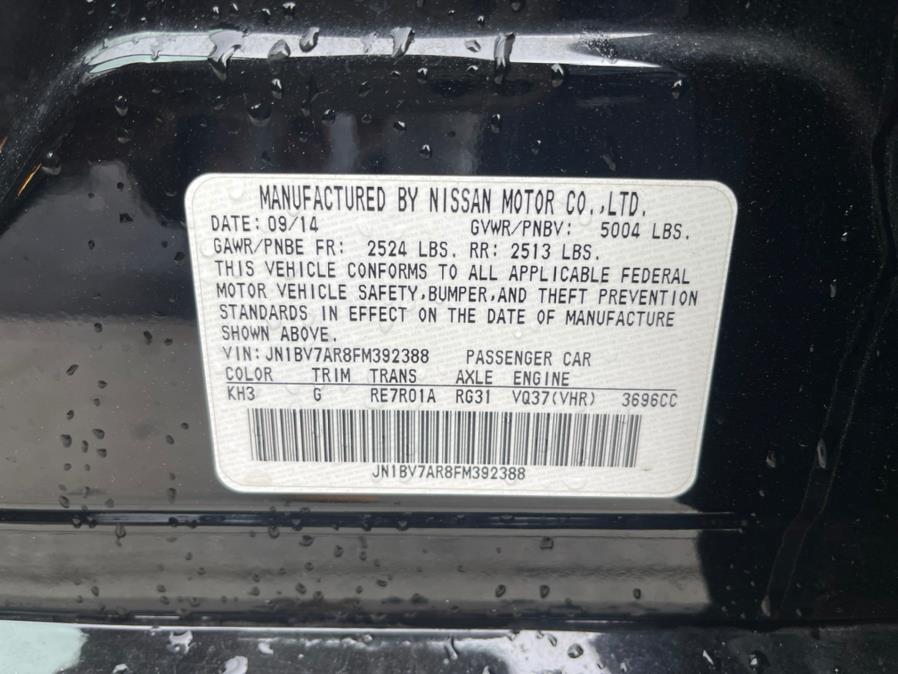 MANUFACTURED BY NISSAN MOTOR CO.,LTD.
DATE: 09/14 GVWR/PNBV: 5004 LBS.
GAWR/PNBE FR: 2524 LBS. RR: 2513 LBS.
THIS VEHICLE CONFORMS TO ALL APPLICABLE FEDERAL
MOTOR VEHICLE SAFETY,BUMPER,AND THEFT PREVENTION
STANDARDS IN EFFECT ON THE DATE OF MANUFACTURE
SHOWN ABOVE.
VIN: JN1BV7AR8FM392388 PASSENGER CAR
COLOR TRIM TRANS AXLE ENGINE
KH3 G RE7R01A RG31 VQ37(VHR) 3696CC
JN1BV7AR8FM392388